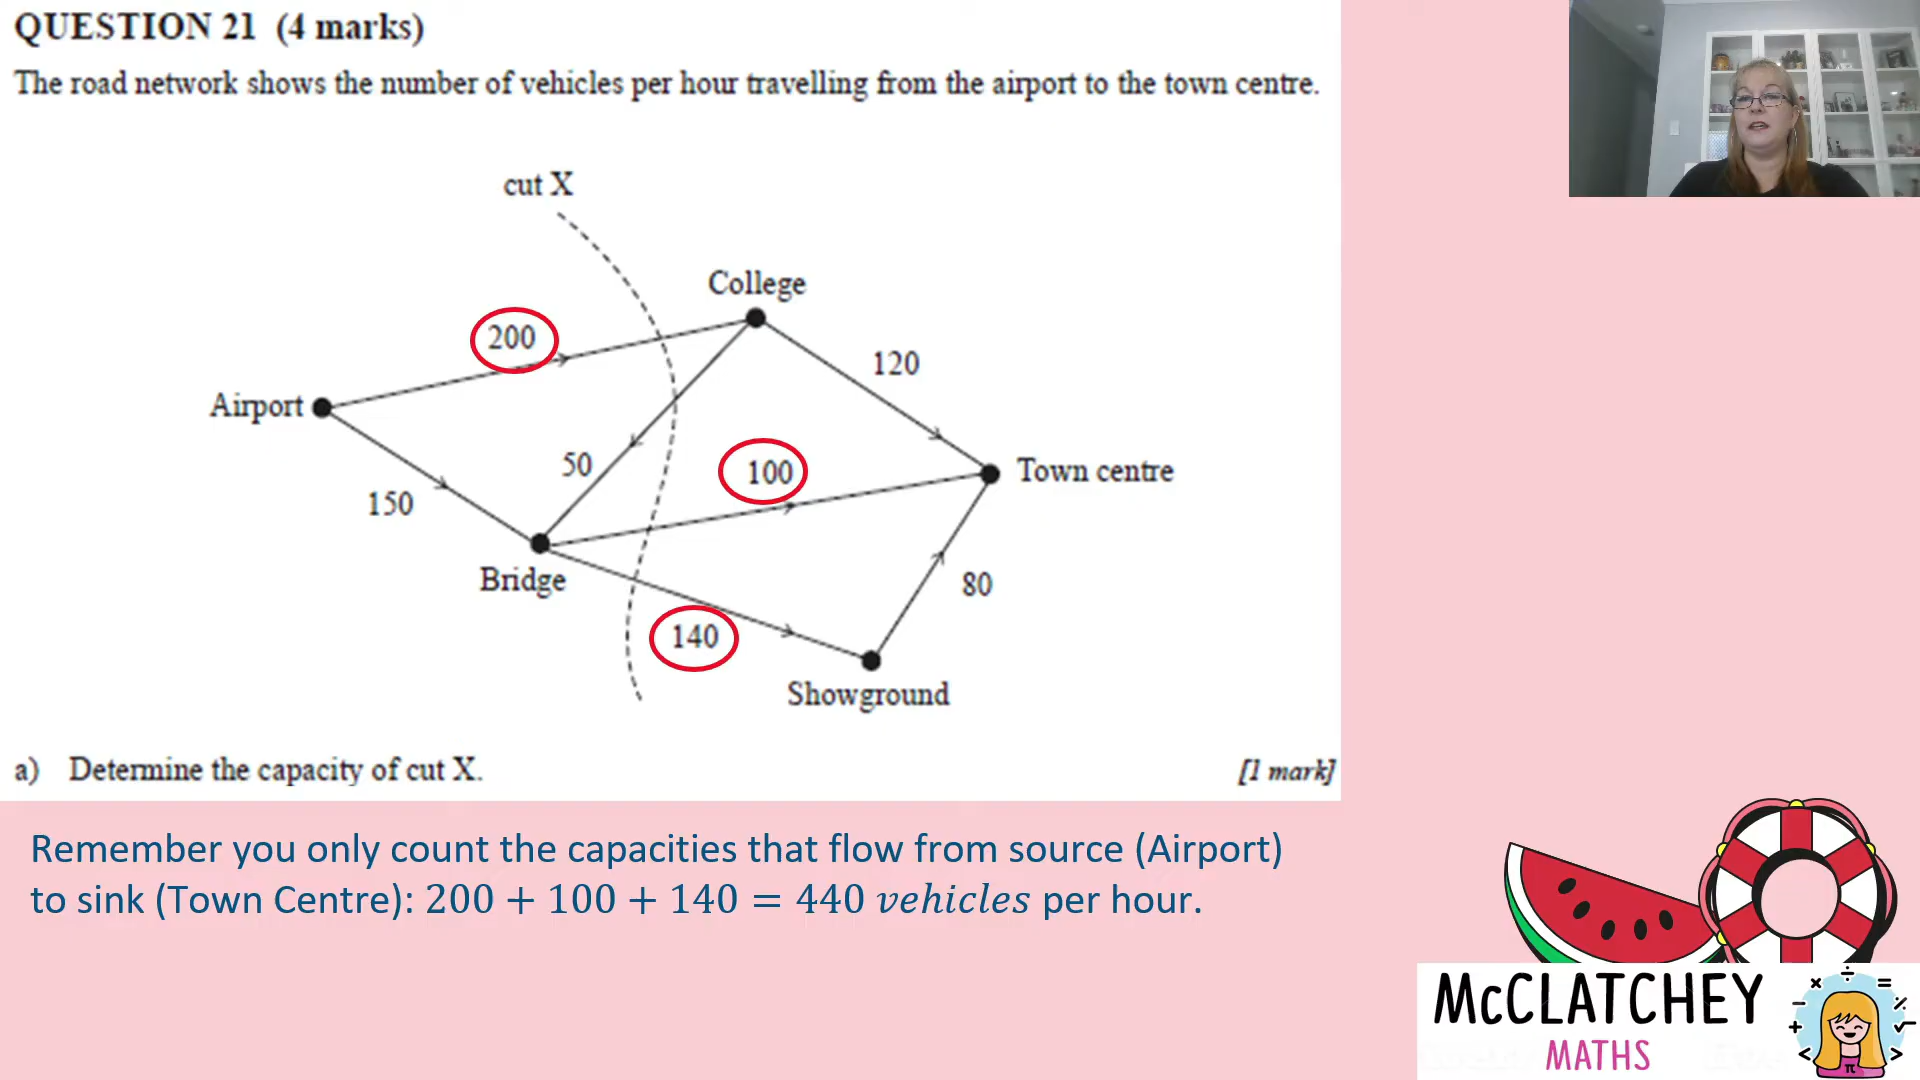 QUESTION 21 (4 marks)
The road network shows the number of vehicles per hour travelling from the airport to the town centre.
cut X
College
200
120
Airport
50
100
Town centre
150
Bridge
80
140
Showground
a) Determine the capacity of cut X. [1 mark]
Remember you only count the capacities that flow from source (Airport)
to sink (Town Centre): 200 + 100 + 140 = 440 vehicles per hour.
McCLATCHEY
MATHS